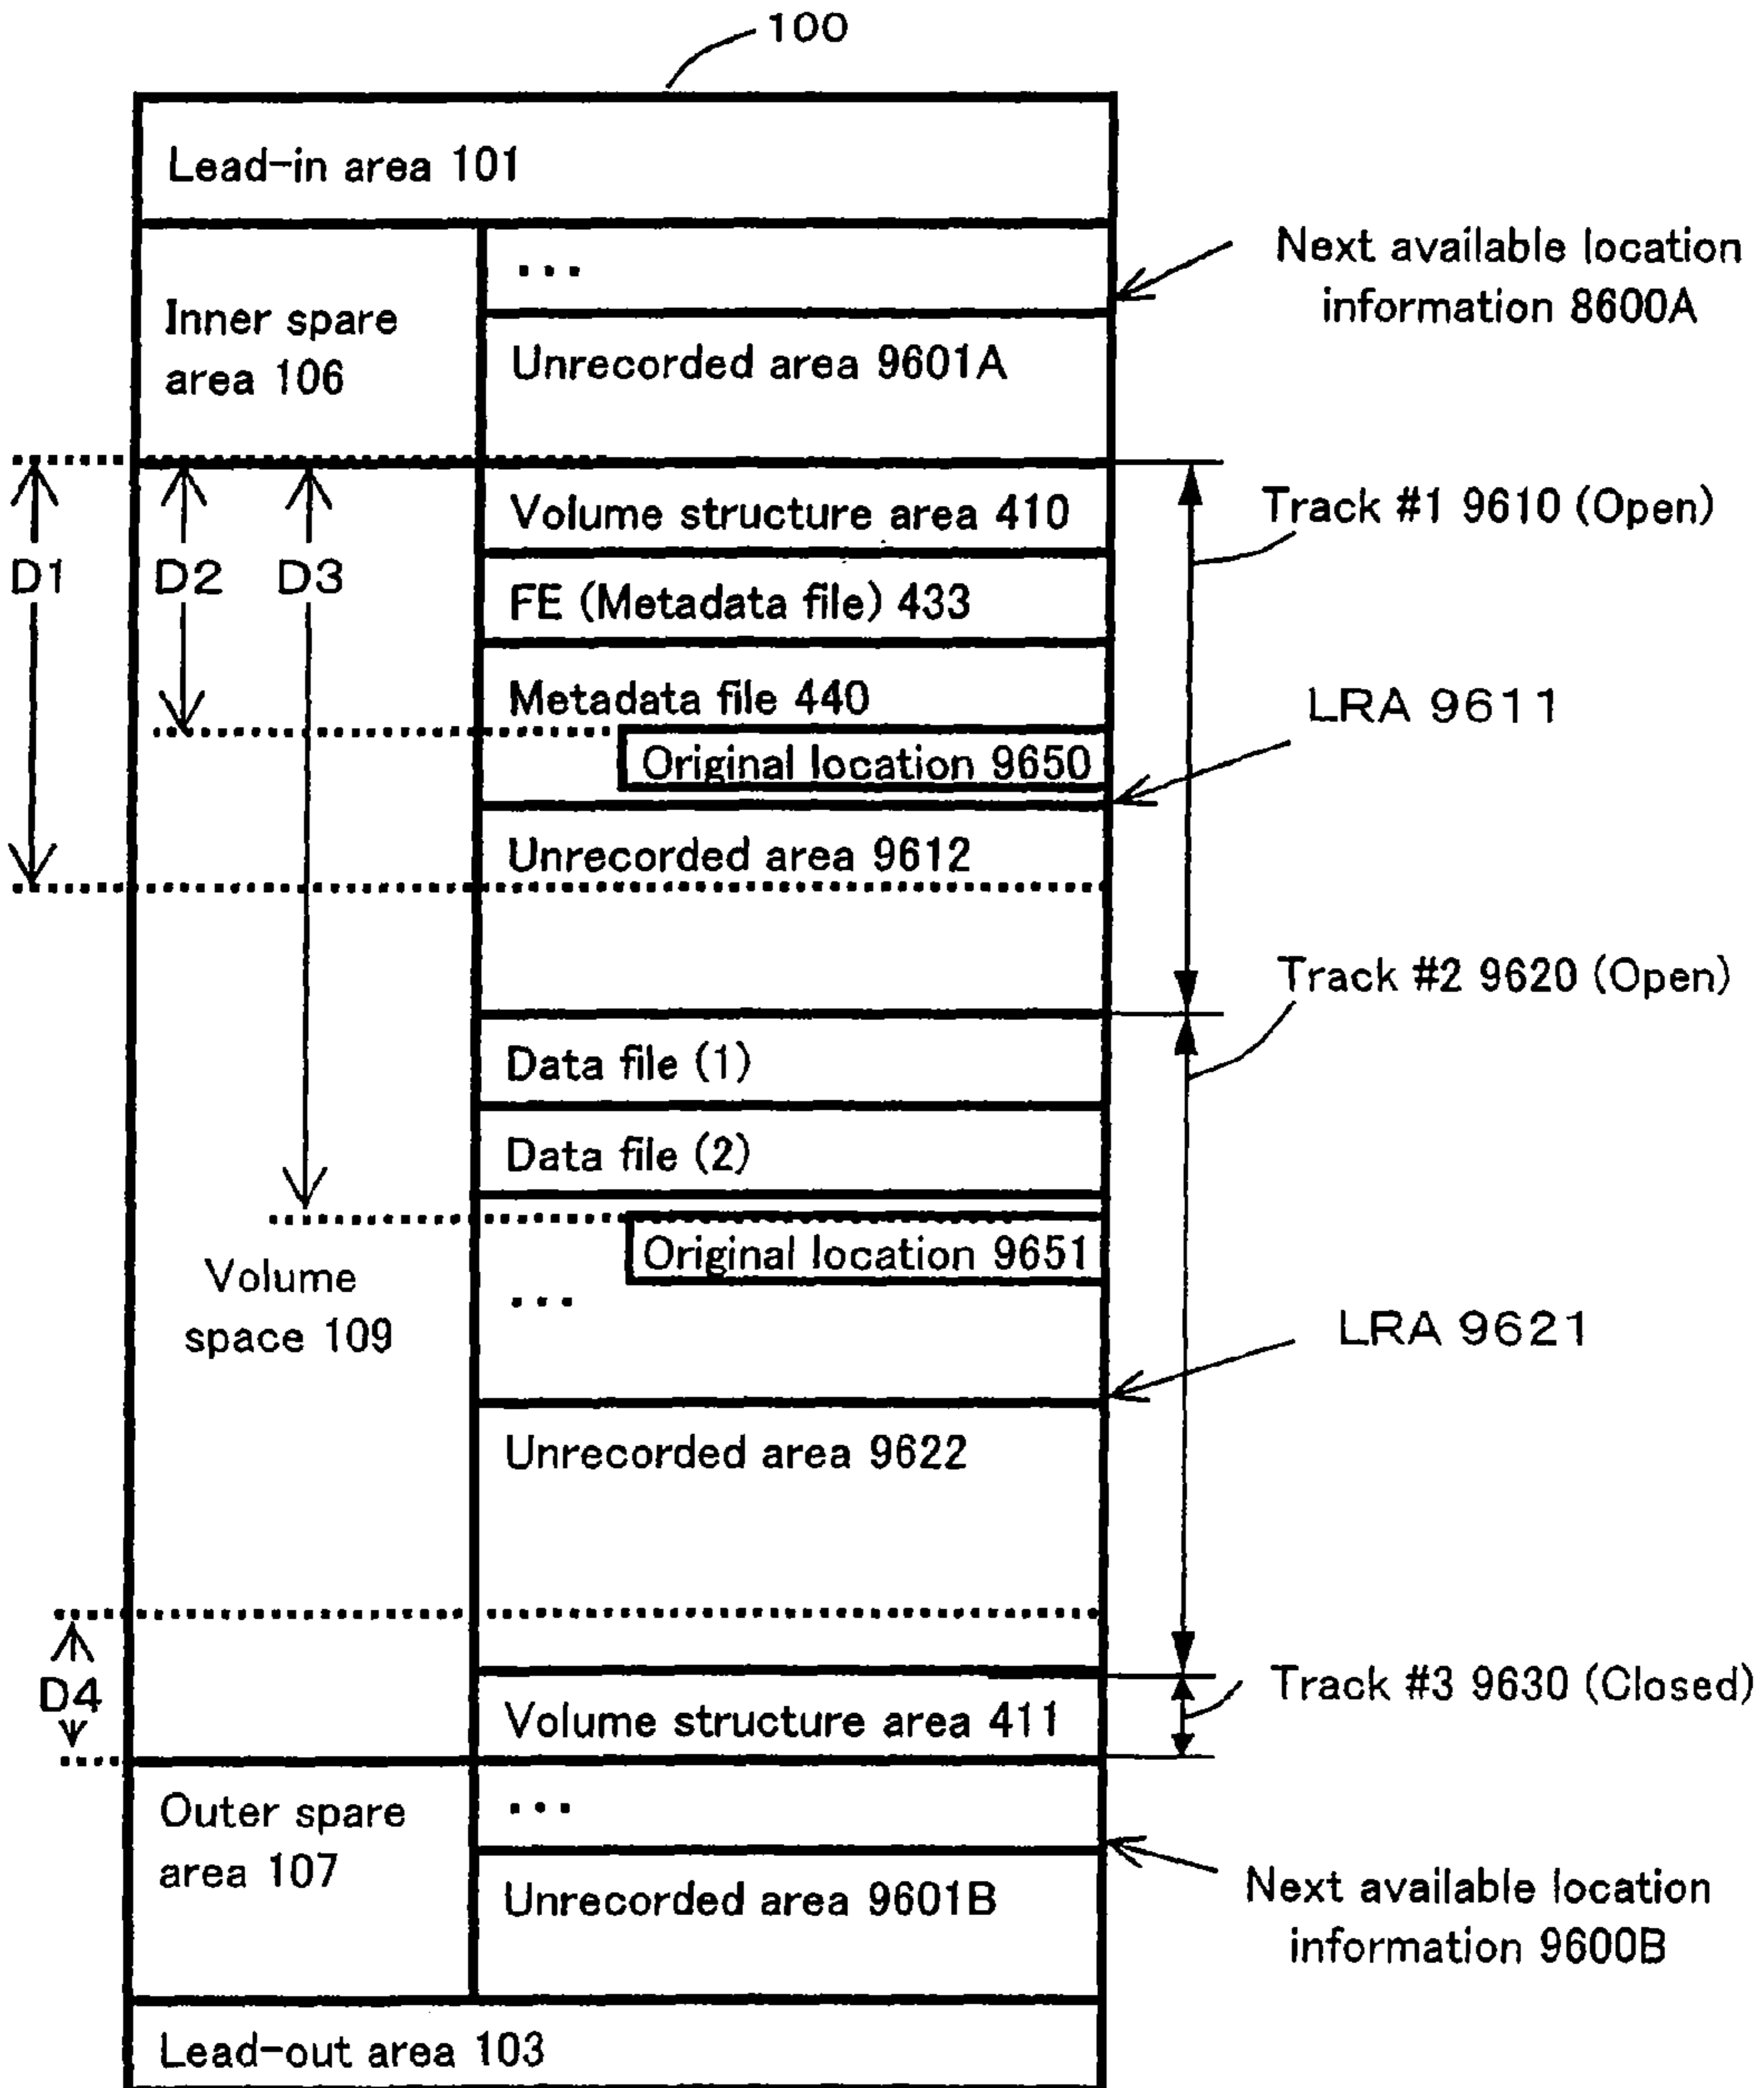 100
Lead-in area 101
Inner spare
area 106
...
Unrecorded area 9601A
Next available location
information 8600A
D1
D2
D3
Volume structure area 410
FE (Metadata file) 433
Metadata file 440
Original location 9650
Unrecorded area 9612
Track #1 9610 (Open)
LRA 9611
Track #2 9620 (Open)
Data file (1)
Data file (2)
Original location 9651
...
Volume
space 109
LRA 9621
Unrecorded area 9622
D4
Volume structure area 411
Track #3 9630 (Closed)
Outer spare
area 107
...
Unrecorded area 9601B
Next available location
information 9600B
Lead-out area 103